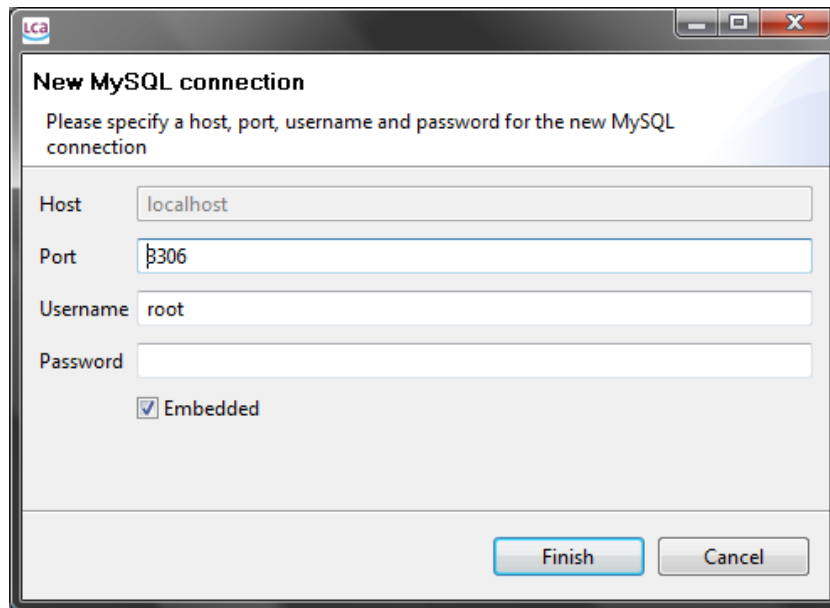 LCa
New MySQL connection
Please specify a host, port, username and password for the new MySQL
connection
Host localhost
Port 3306
Username root
Password
Embedded
Finish Cancel